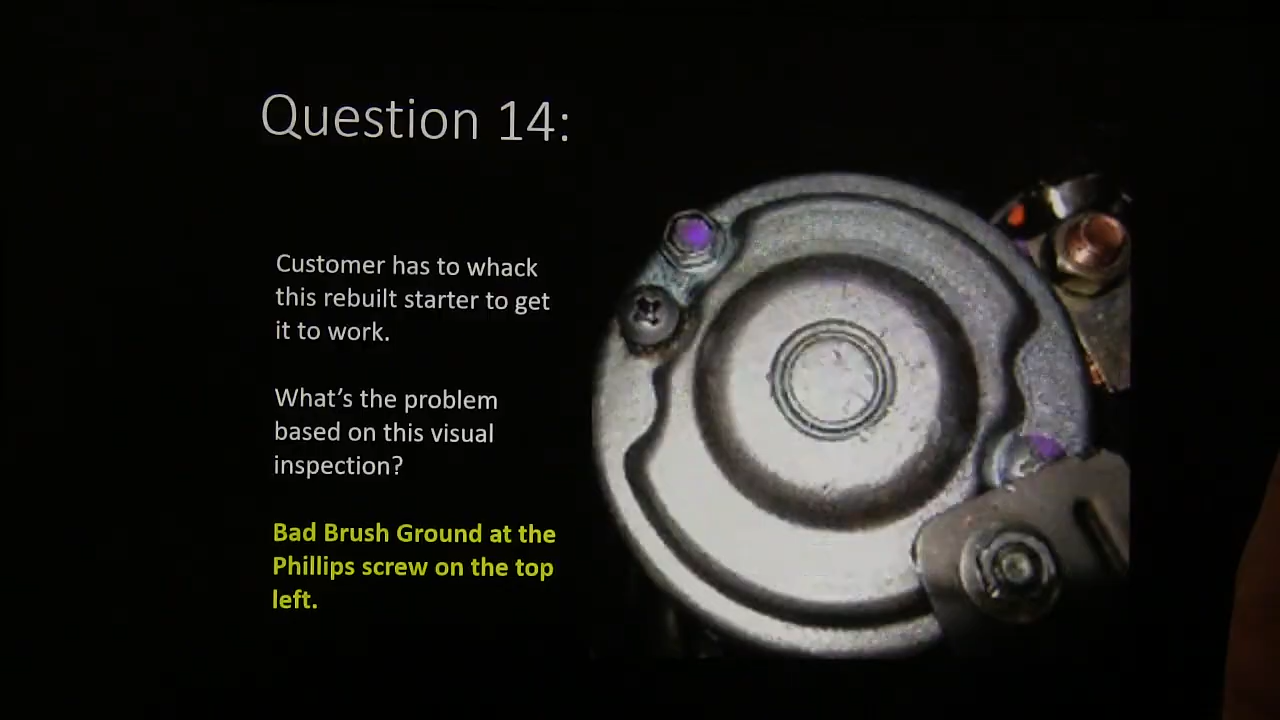 Question 14:
Customer has to whack
this rebuilt starter to get
it to work.
What's the problem
based on this visual
inspection?
Bad Brush Ground at the
Phillips screw on the top
left.